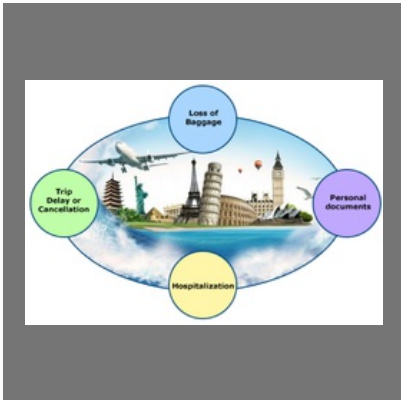 Loss of
Baggage
Trip
Delay or
Cancellation
Personal
documents
Hospitalization